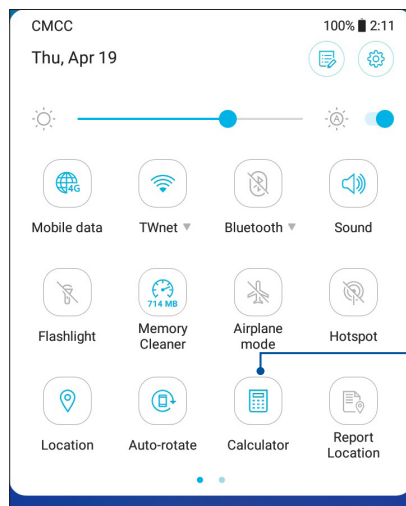 CMCC 100% 2:11
Thu, Apr 19
A
4G
Mobile data TWnet Bluetooth Sound
714 MB
Flashlight Memory Cleaner Airplane mode Hotspot
Location Auto-rotate Calculator Report Location